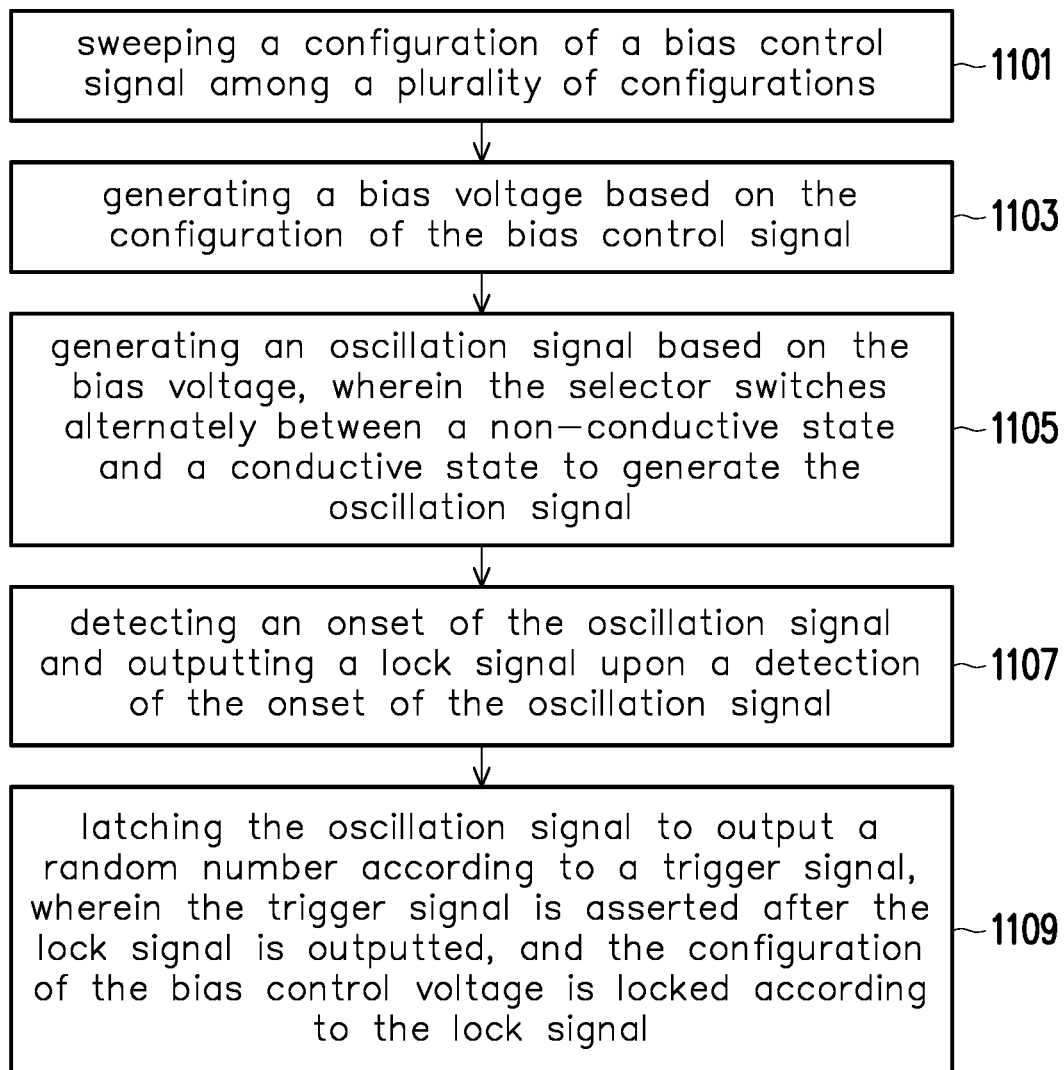 sweeping a configuration of a bias control
signal among a plurality of configurations
1101
generating a bias voltage based on the
configuration of the bias control signal
1103
generating an oscillation signal based on the
bias voltage, wherein the selector switches
alternately between a non-conductive state
and a conductive state to generate the
oscillation signal
1105
detecting an onset of the oscillation signal
and outputting a lock signal upon a detection
of the onset of the oscillation signal
1107
latching the oscillation signal to output a
random number according to a trigger signal,
wherein the trigger signal is asserted after the
lock signal is outputted, and the configuration
of the bias control voltage is locked according
to the lock signal
1109